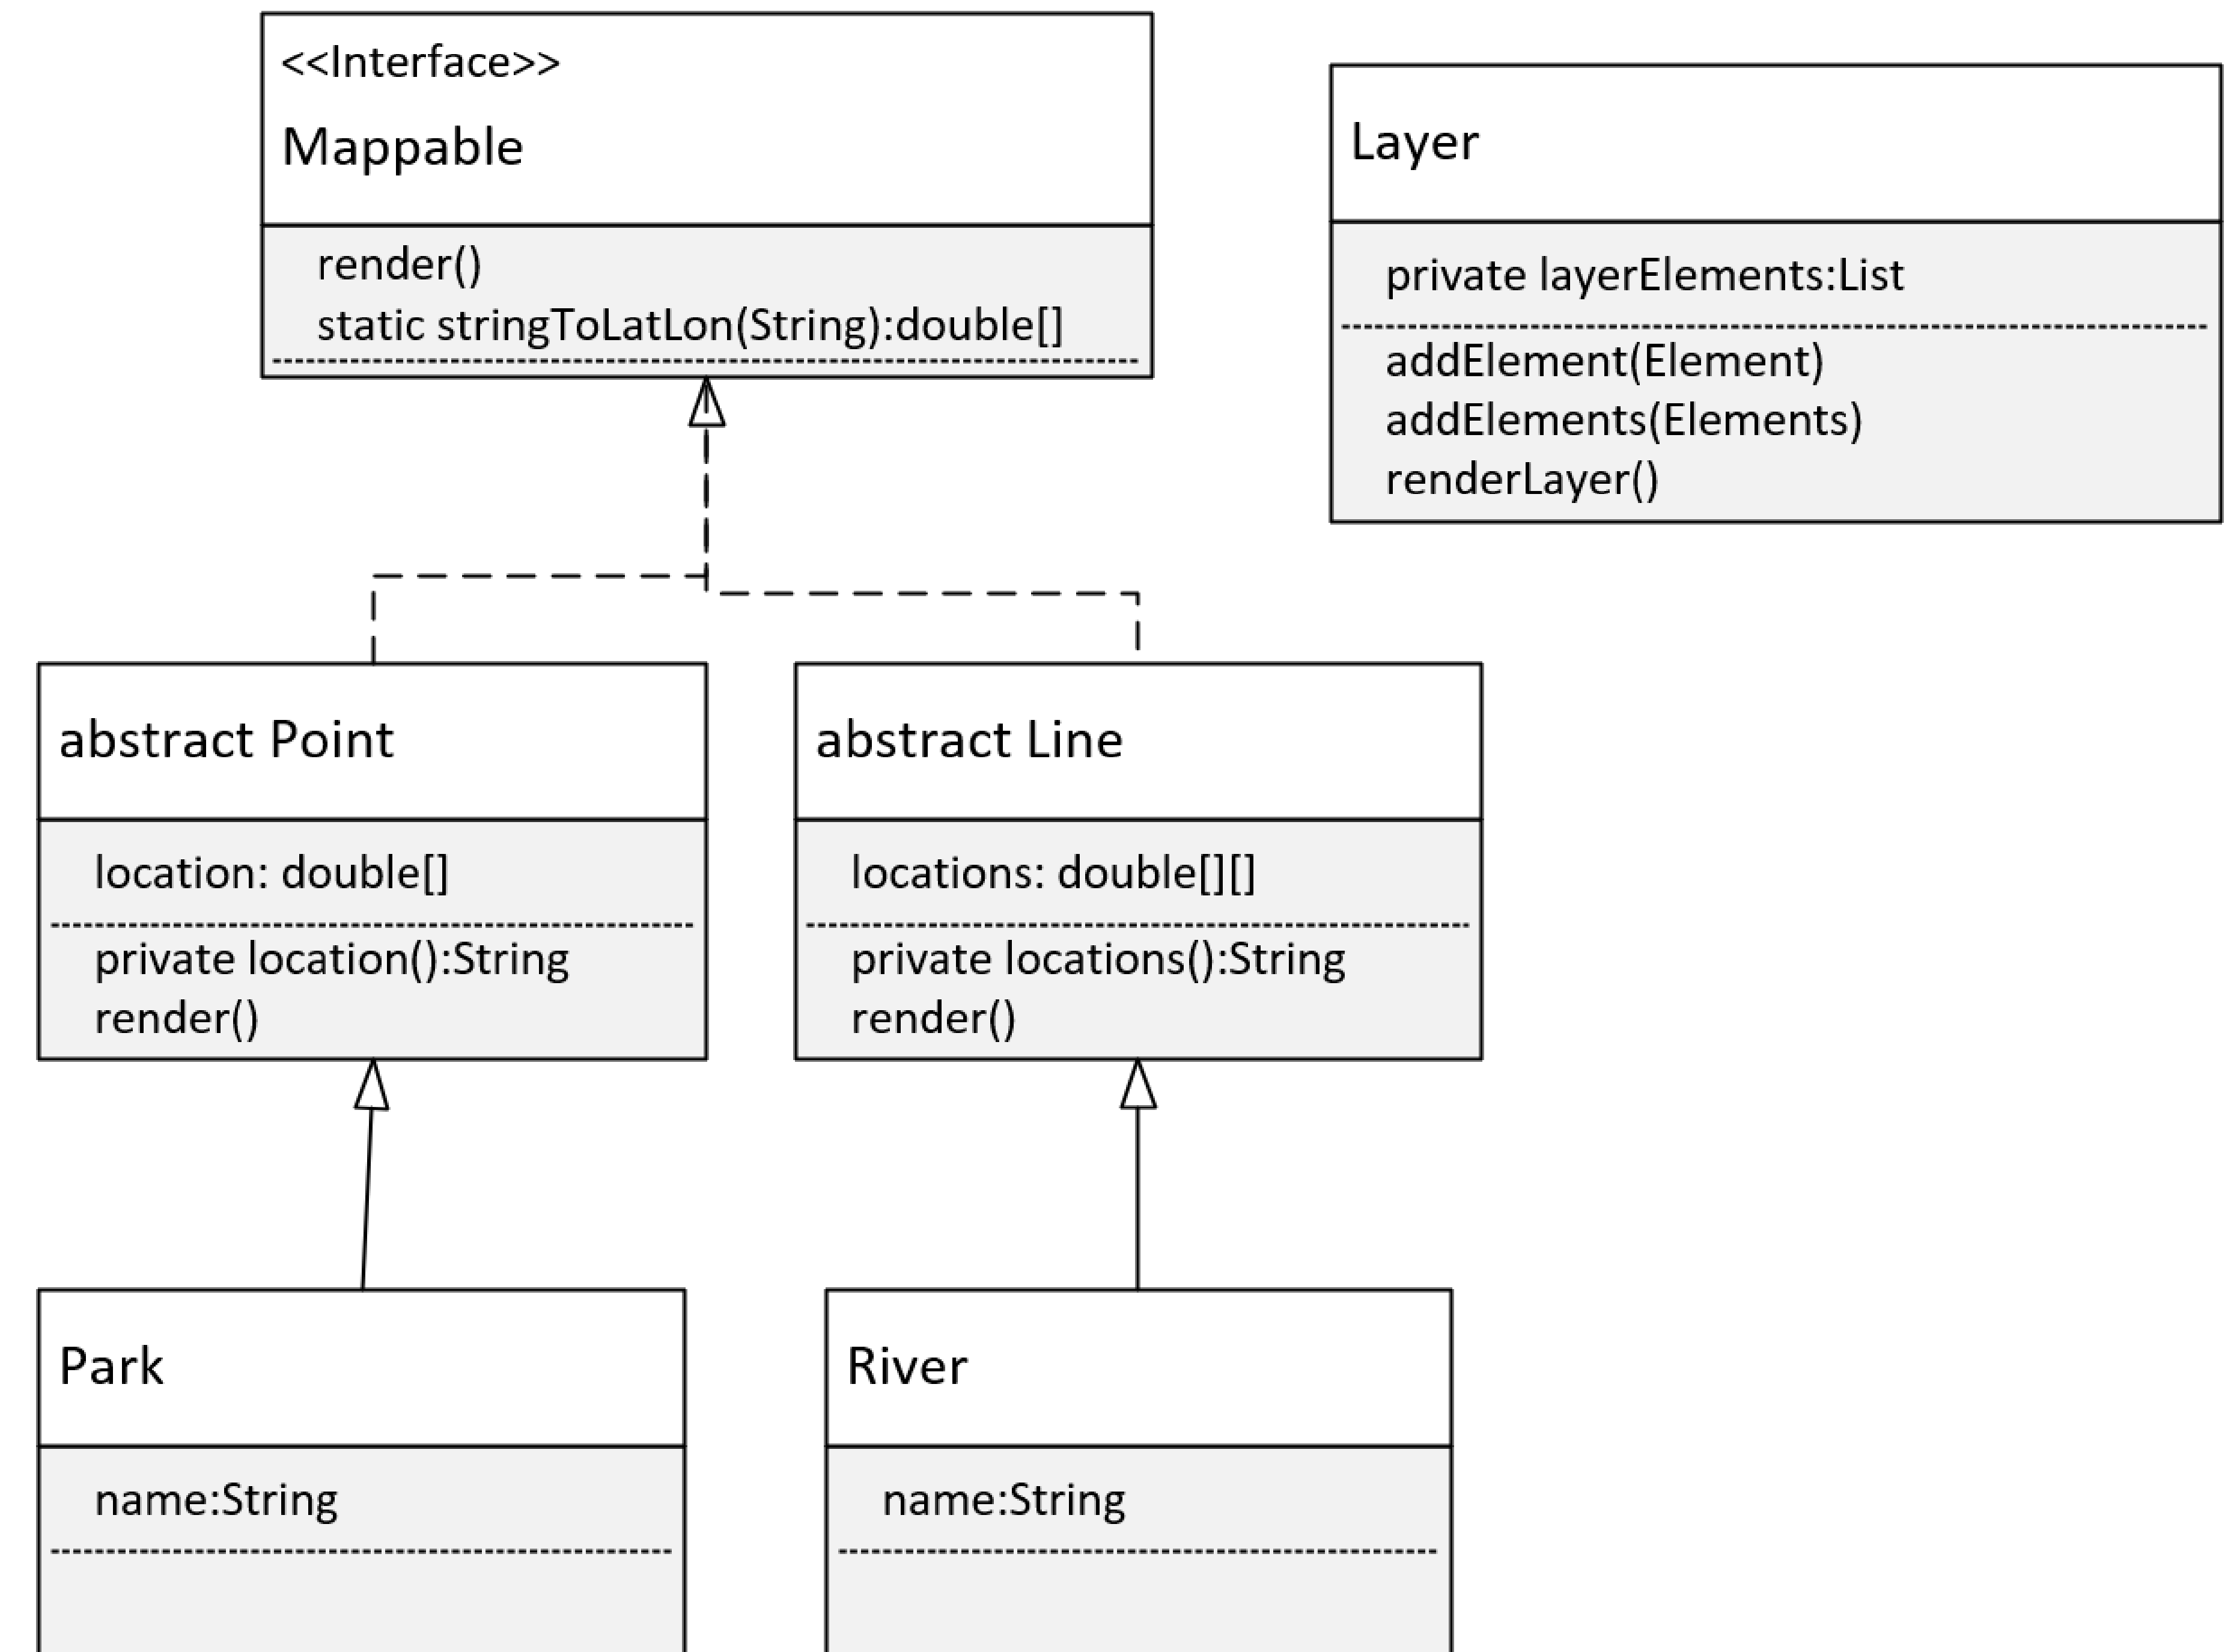 <<Interface>>
Mappable
render()
static stringToLatLon(String):double[]
Layer
private layerElements:List
addElement(Element)
addElements(Elements)
renderLayer()
abstract Point
location: double[]
private location():String
render()
abstract Line
locations: double[][]
private locations():String
render()
Park
name:String
River
name:String